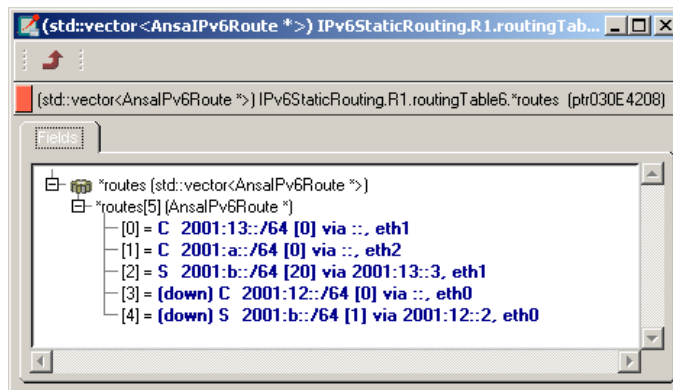 (std::vector<AnsaIPv6Route *>) IPv6StaticRouting.R1.routingTab...
(std::vector<AnsaIPv6Route *>) IPv6StaticRouting.R1.routingTable6.*routes (ptr030E4208)
Fields
*routes (std::vector<AnsaIPv6Route *>)
*routes[5] (AnsaIPv6Route *)
[0] = C 2001:13::/64 [0] via ::, eth1
[1] = C 2001:a::/64 [0] via ::, eth2
[2] = S 2001:b::/64 [20] via 2001:13::3, eth1
[3] = (down) C 2001:12::/64 [0] via ::, eth0
[4] = (down) S 2001:b::/64 [1] via 2001:12::2, eth0